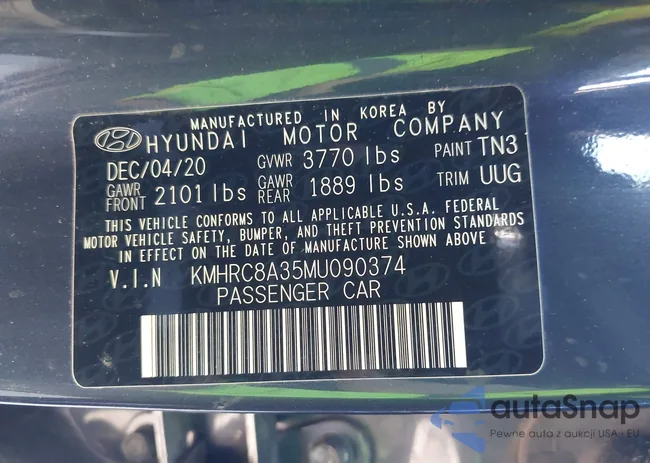 MANUFACTURED IN KOREA BY
HYUNDAI MOTOR COMPANY
DEC/04/20 GVWR 3770 lbs PAINT TN3
GAWR FRONT 2101 lbs GAWR REAR 1889 lbs TRIM UUG
THIS VEHICLE CONFORMS TO ALL APPLICABLE U.S.A. FEDERAL
MOTOR VEHICLE SAFETY, BUMPER, AND THEFT PREVENTION STANDARDS
IN EFFECT ON THE DATE OF MANUFACTURE SHOWN ABOVE.
V.I.N KMHRC8A35MU090374
PASSENGER CAR
autaSnap
Pewne auta z aukcji USA - EU